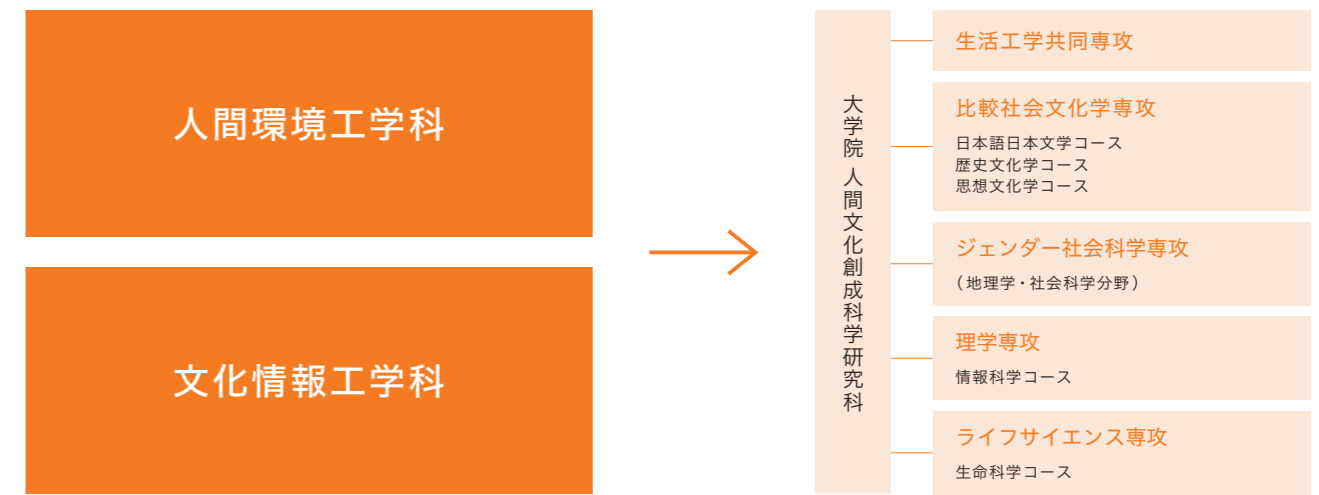 人間環境工学科
文化情報工学科
大学院 人間文化創成科学研究科
生活工学共同専攻
比較社会文化学専攻
日本語日本文学コース
歴史文化学コース
思想文化学コース
ジェンダー社会科学専攻
（地理学・社会科学分野）
理学専攻
情報科学コース
ライフサイエンス専攻
生命科学コース